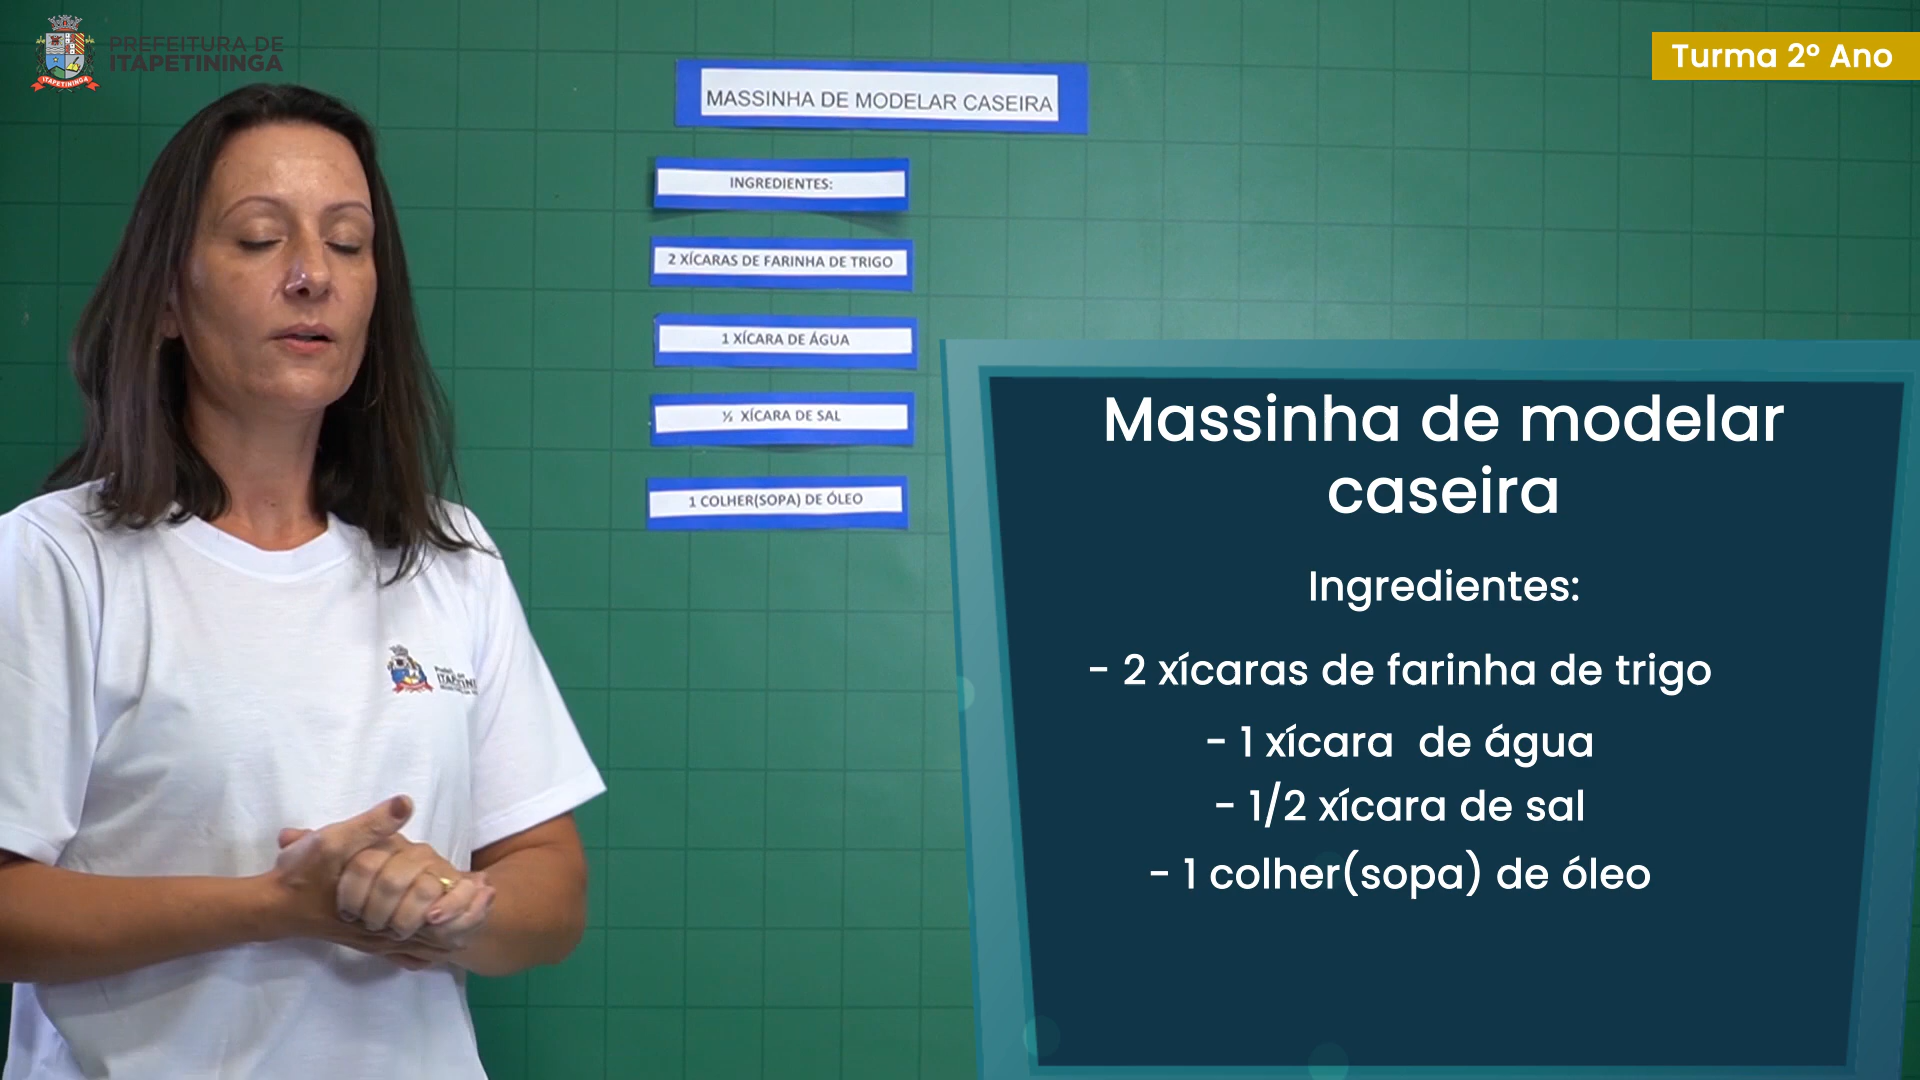 PREFEITURA DE
ITAPETININGA
ITAPETININGA
Turma 2º Ano
MASSINHA DE MODELAR CASEIRA
INGREDIENTES:
2 XÍCARAS DE FARINHA DE TRIGO
1 XÍCARA DE ÁGUA
½ XÍCARA DE SAL
1 COLHER(SOPA) DE ÓLEO
Massinha de modelar
caseira
Ingredientes:
- 2 xícaras de farinha de trigo
- 1 xícara de água
- 1/2 xícara de sal
- 1 colher(sopa) de óleo